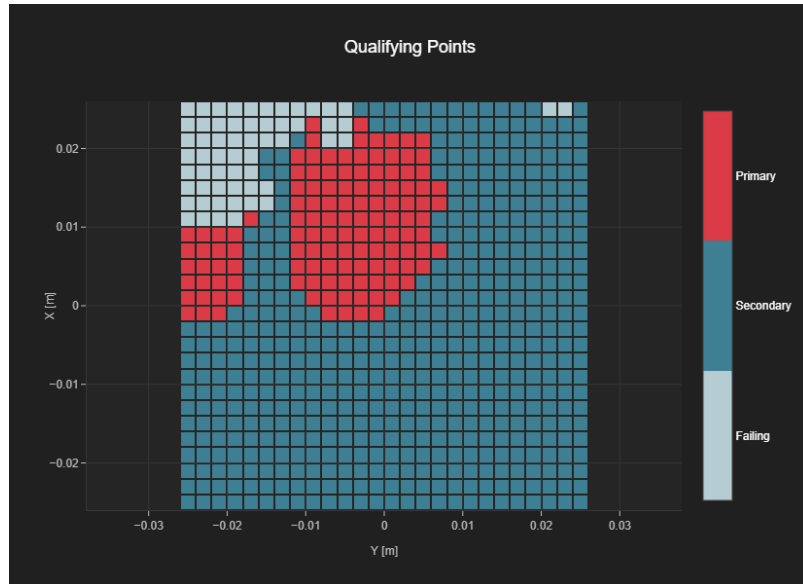 Qualifying Points
Primary
Secondary
Failing
X [m]
0.02
0.01
0
−0.01
−0.02
−0.03
−0.02
−0.01
0
0.01
0.02
0.03
Y [m]